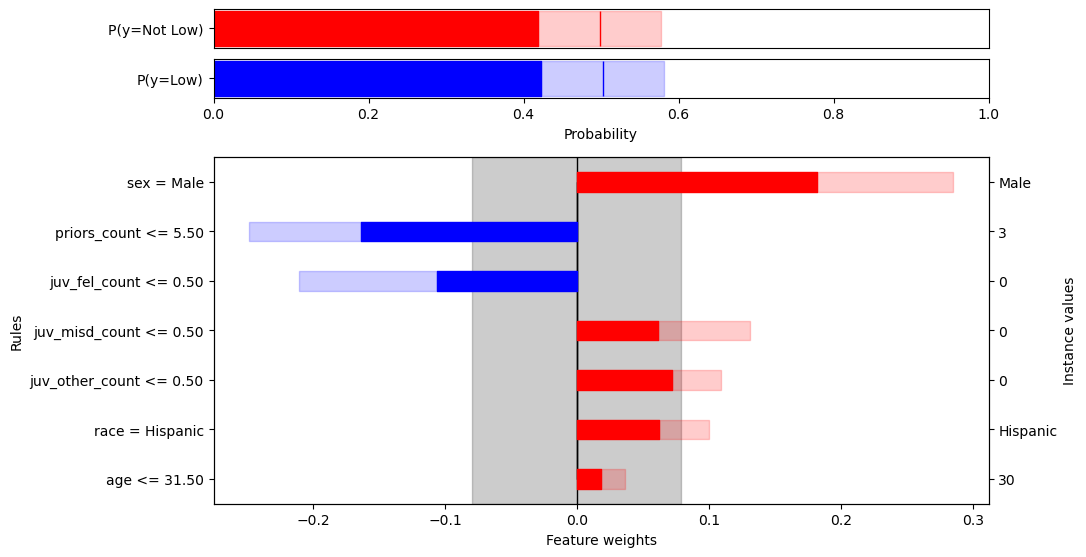 P(y=Not Low)
P(y=Low)
0.0 0.2 0.4 0.6 0.8 1.0
Probability
Rules
sex = Male Male
priors_count <= 5.50 3
juv_fel_count <= 0.50 0
juv_misd_count <= 0.50 0
juv_other_count <= 0.50 0
race = Hispanic Hispanic
age <= 31.50 30
Instance values
−0.2 −0.1 0.0 0.1 0.2 0.3
Feature weights